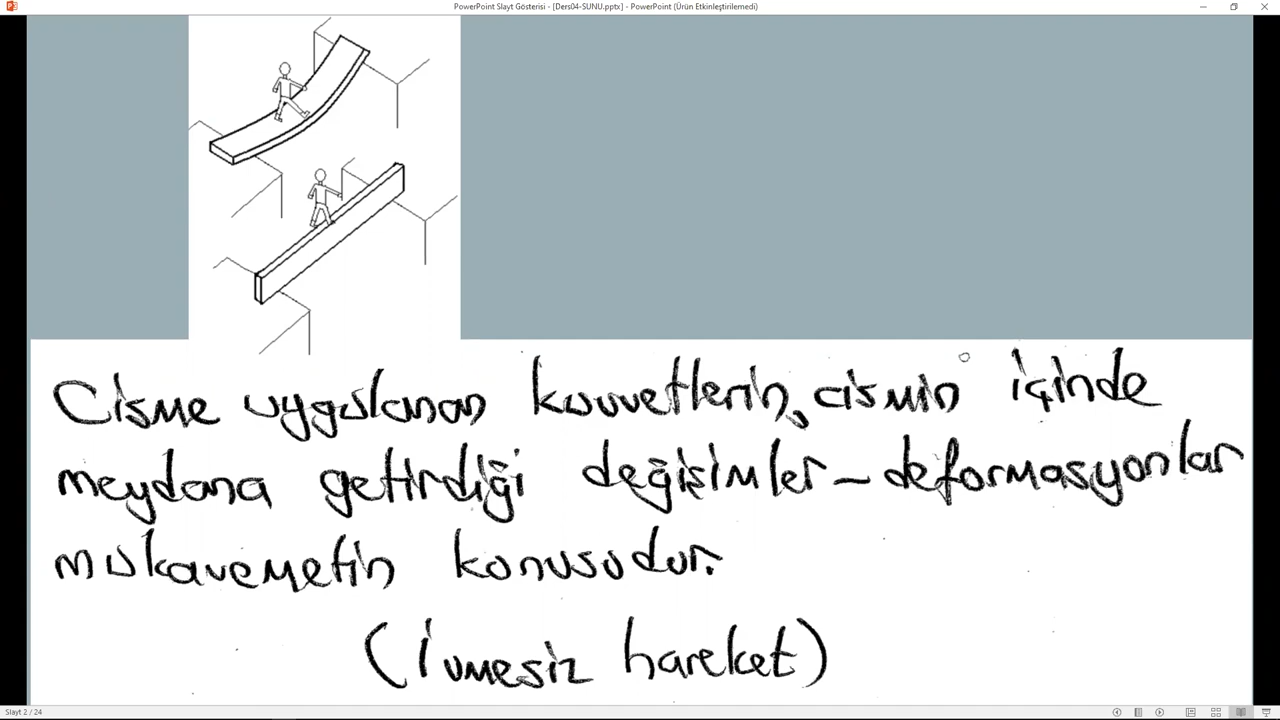 PowerPoint Slayt Gösterisi - [Ders04-SUNU.pptx] - PowerPoint (Ürün Etkinleştirilemedi)
Cisme uygulanan kuvvetlerin, cismin içinde
meydana getirdiği değişimler - deformasyonlar
mukavemetin konusudur.
(İvmesiz hareket)
Slayt 2 / 24